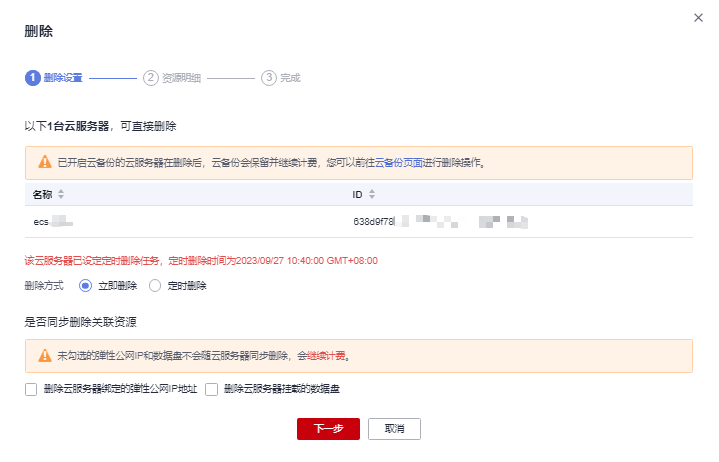 删除
1 删除设置 2 资源明细 3 完成
以下1台云服务器，可直接删除
已开启云备份的云服务器在删除后，云备份会保留并继续计费，您可以前往云备份页面进行删除操作。
名称 ID
ecs 638d9f78
该云服务器已设定定时删除任务，定时删除时间为2023/09/27 10:40:00 GMT+08:00
删除方式 立即删除 定时删除
是否同步删除关联资源
未勾选的弹性公网IP和数据盘不会随云服务器同步删除，会继续计费。
删除云服务器绑定的弹性公网IP地址 删除云服务器挂载的数据盘
下一步 取消